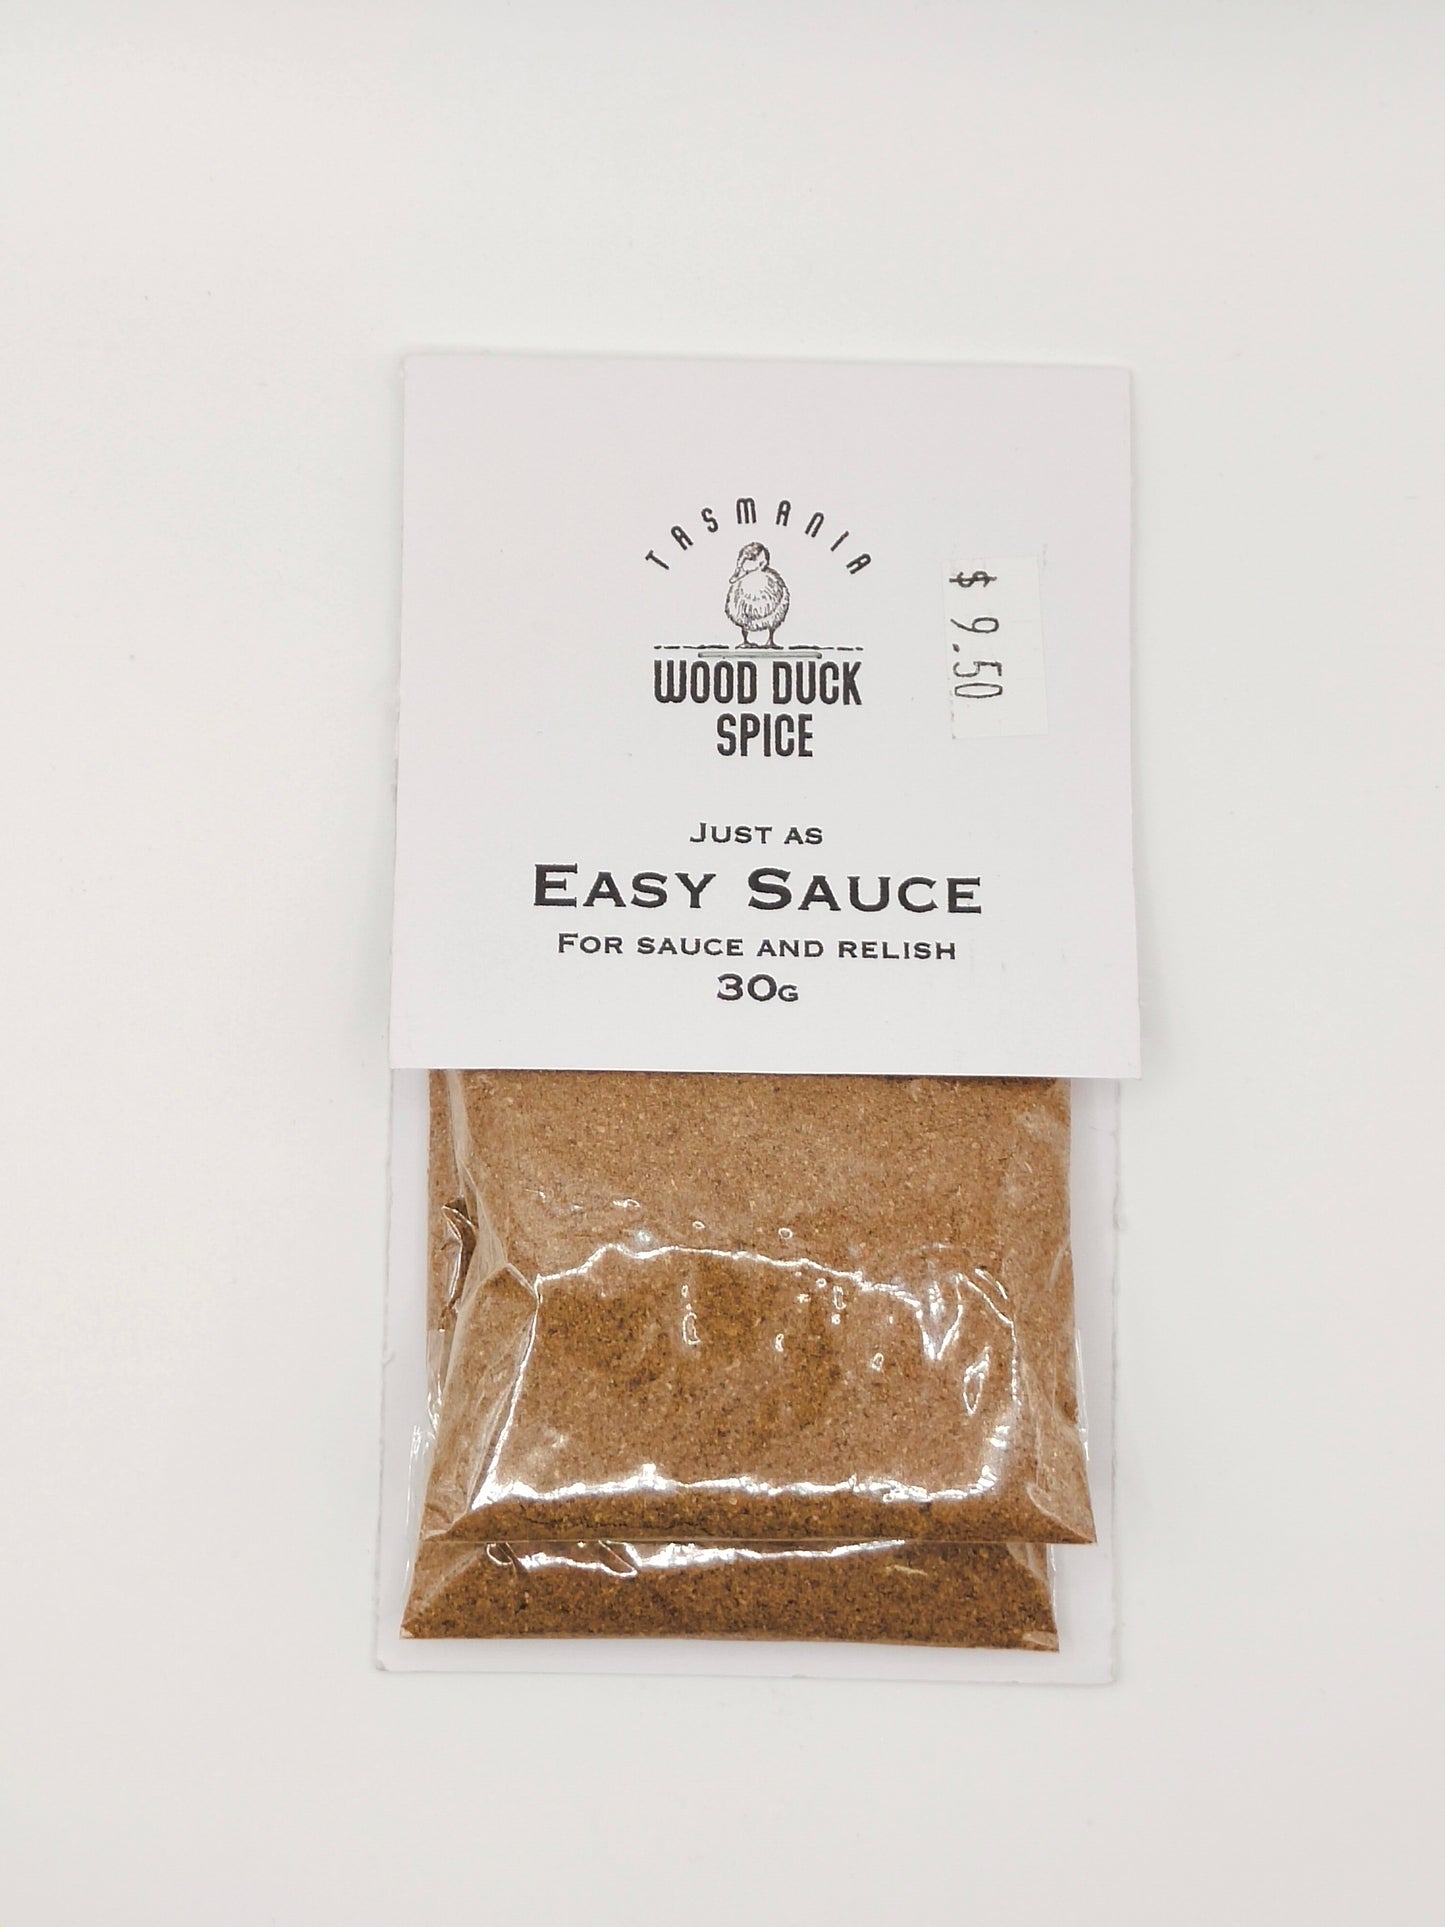 TASMANIA
WOOD DUCK
SPICE
$ 9.50
JUST AS
EASY SAUCE
FOR SAUCE AND RELISH
30G